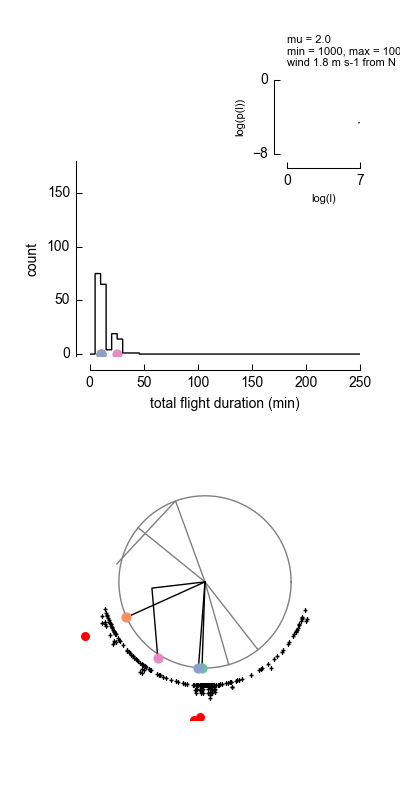 mu = 2.0
min = 1000, max = 100
wind 1.8 m s-1 from N
0
log(p(l))
−8
0
7
log(l)
150
100
50
0
count
0
50
100
150
200
250
total flight duration (min)